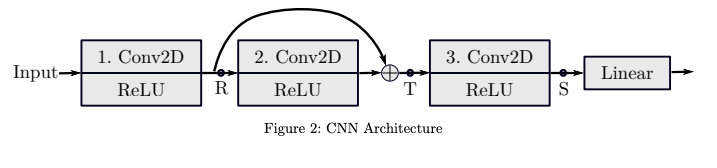 1. Conv2D
2. Conv2D
3. Conv2D
Input
Linear
ReLU
R
ReLU
T
ReLU
S
Figure 2: CNN Architecture